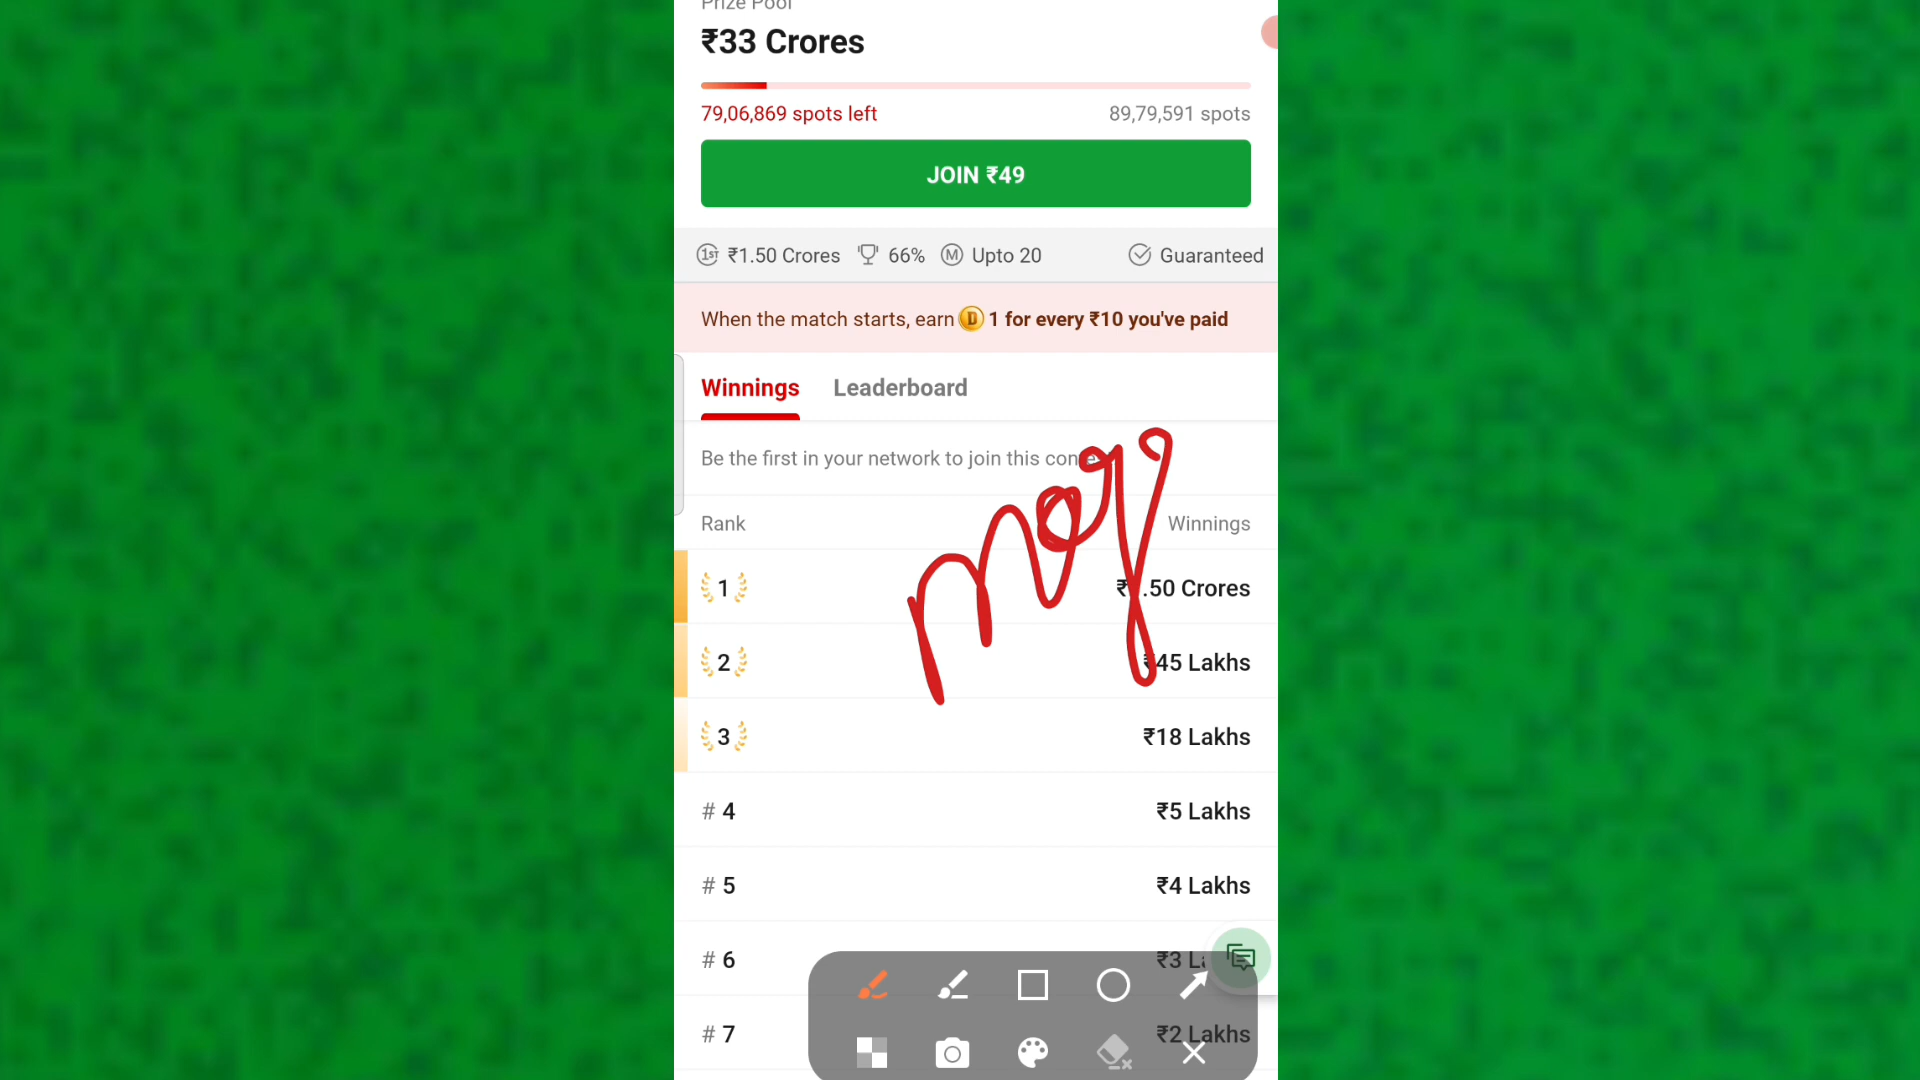 Prize Pool
₹33 Crores
79,06,869 spots left 89,79,591 spots
JOIN ₹49
1ST ₹1.50 Crores 66% M Upto 20 Guaranteed
When the match starts, earn D 1 for every ₹10 you've paid
Winnings Leaderboard
Be the first in your network to join this
Rank Winnings
1 ₹1.50 Crores
2 ₹45 Lakhs
3 ₹18 Lakhs
# 4 ₹5 Lakhs
# 5 ₹4 Lakhs
# 6 ₹3
# 7 ₹2 Lakhs